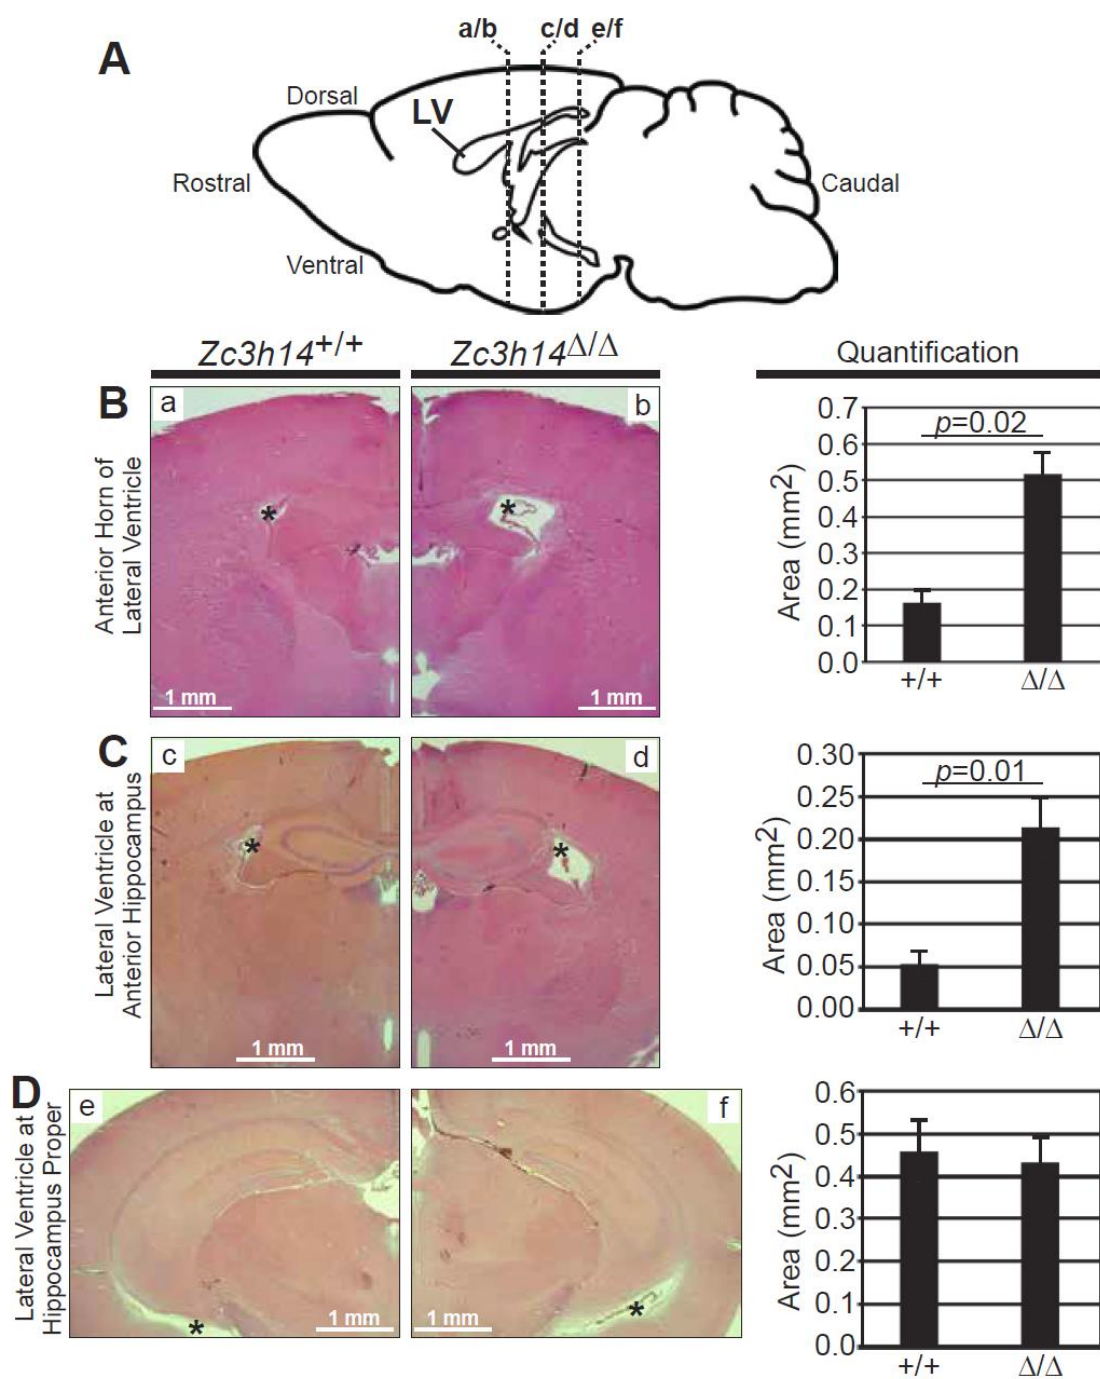 A
a/b c/d e/f
Dorsal
LV
Rostral
Caudal
Ventral
Zc3h14+/+
Zc3h14Δ/Δ
Quantification
B
Anterior Horn of
Lateral Ventricle
a
*
1 mm
b
*
1 mm
Area (mm2)
0.7
0.6
0.5
0.4
0.3
0.2
0.1
0.0
p=0.02
+/+
Δ/Δ
C
Lateral Ventricle at
Anterior Hippocampus
c
*
1 mm
d
*
1 mm
Area (mm2)
0.30
0.25
0.20
0.15
0.10
0.05
0.00
p=0.01
+/+
Δ/Δ
D
Lateral Ventricle at
Hippocampus Proper
e
*
1 mm
f
*
1 mm
Area (mm2)
0.6
0.5
0.4
0.3
0.2
0.1
0.0
+/+
Δ/Δ